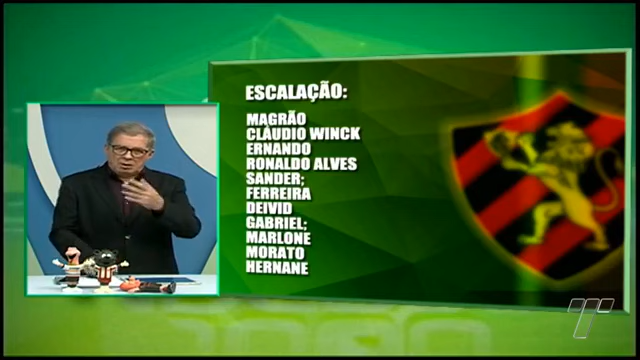 ESCALAÇÃO:
MAGRÃO
CLÁUDIO WINCK
ERNANDO
RONALDO ALVES
SANDER;
FERREIRA
DEIVID
GABRIEL;
MARLONE
MORATO
HERNANE